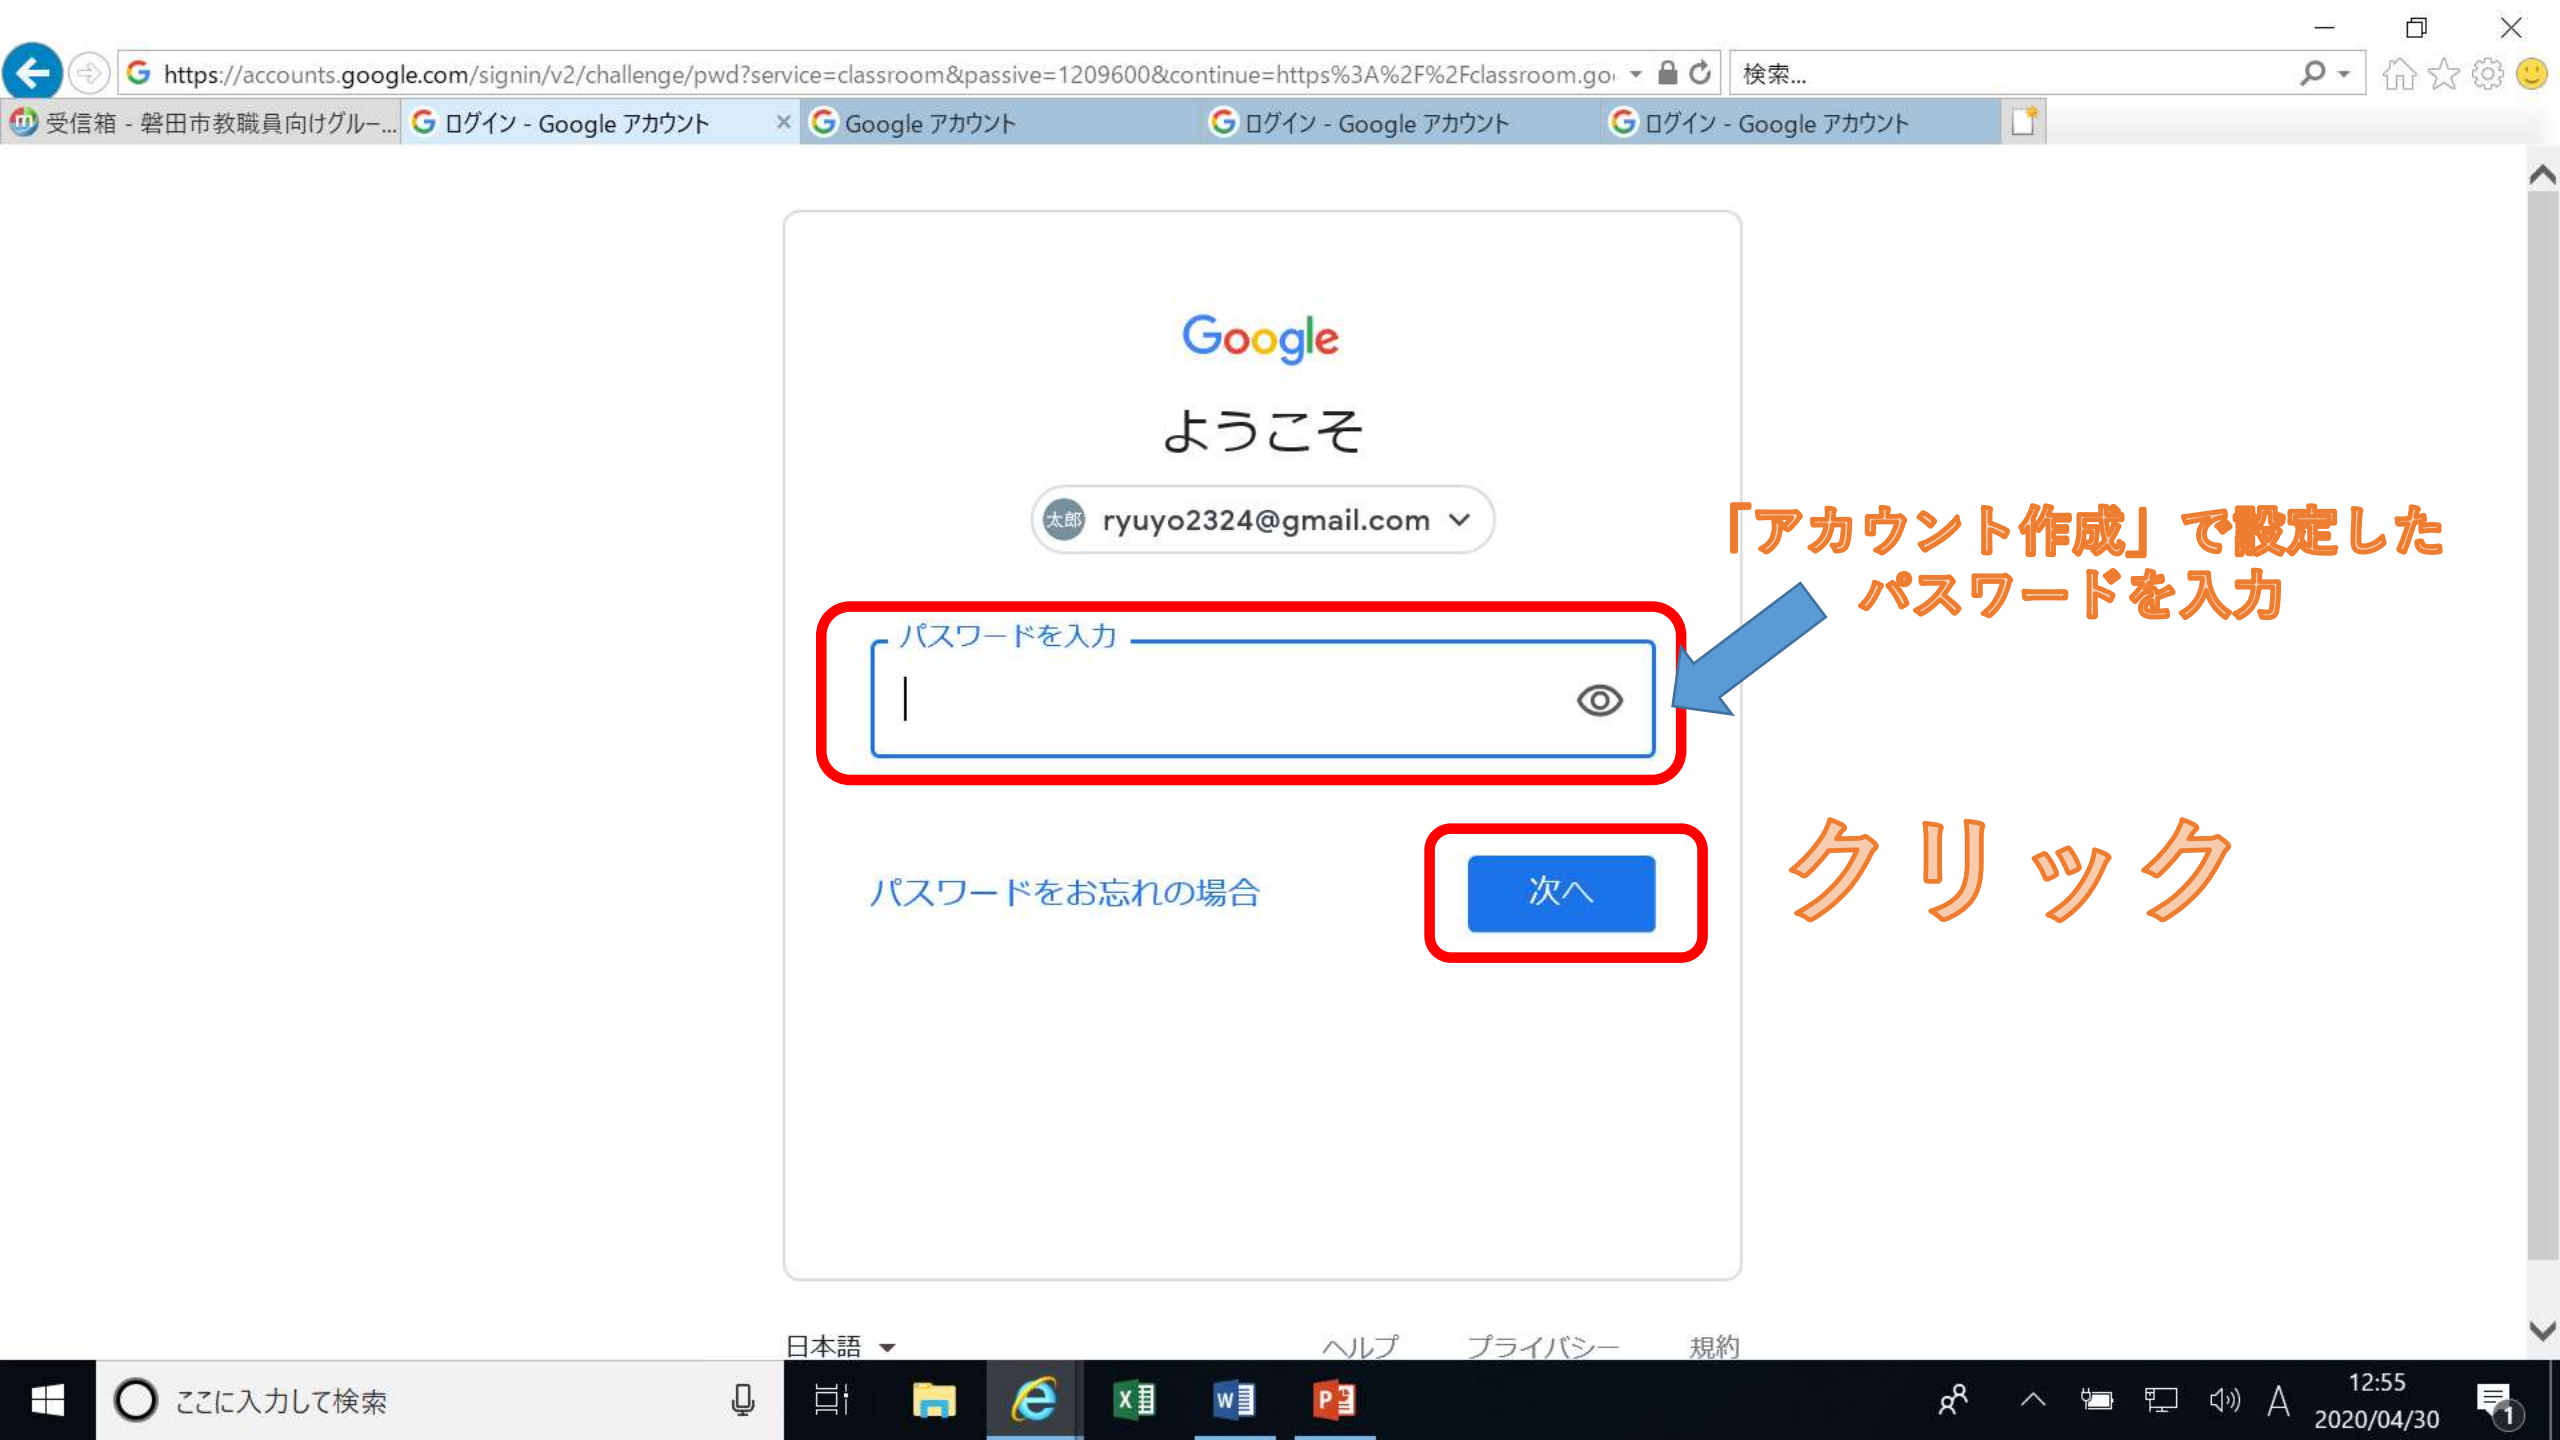 https://accounts.google.com/signin/v2/challenge/pwd?service=classroom&passive=1209600&continue=https%3A%2F%2Fclassroom.go
検索...
受信箱 - 磐田市教職員向けグルー...
ログイン - Google アカウント
Google アカウント
ログイン - Google アカウント
ログイン - Google アカウント
Google
ようこそ
太郎 ryuyo2324@gmail.com
「アカウント作成」で設定した
パスワードを入力
パスワードを入力
パスワードをお忘れの場合
次へ
クリック
日本語
ヘルプ
プライバシー
規約
ここに入力して検索
A
12:55
2020/04/30
1